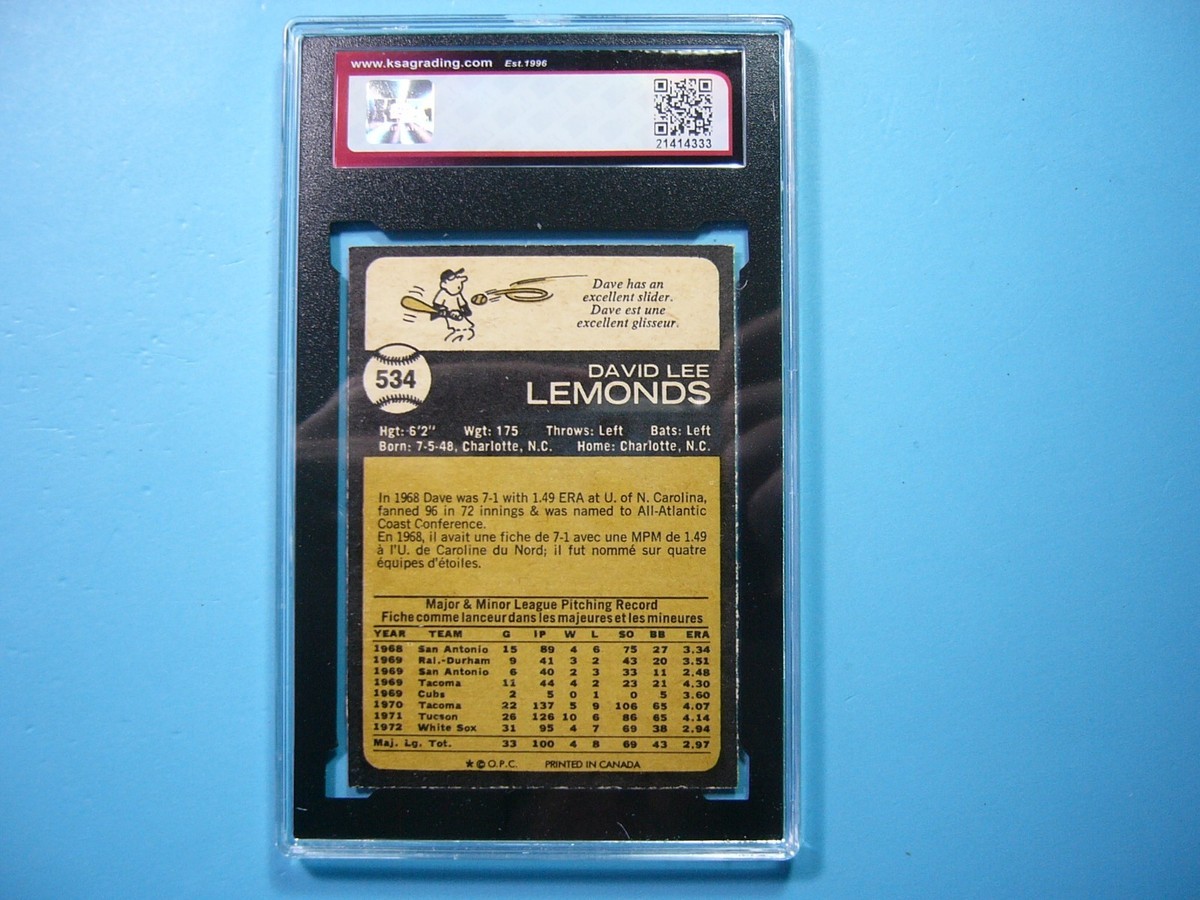 www.ksagrading.com Est.1996
21414333
Dave has an
excellent slider.
Dave est une
excellent glisseur.
534
DAVID LEE
LEMONDS
Hgt: 6'2" Wgt: 175 Throws: Left Bats: Left
Born: 7-5-48, Charlotte, N.C. Home: Charlotte, N.C.
In 1968 Dave was 7-1 with 1.49 ERA at U. of N. Carolina,
fanned 96 in 72 innings & was named to All-Atlantic
Coast Conference.
En 1968, il avait une fiche de 7-1 avec une MPM de 1.49
à l'U. de Caroline du Nord; il fut nommé sur quatre
équipes d'étoiles.
Major & Minor League Pitching Record
Fiche comme lanceur dans les majeures et les mineures
YEAR TEAM G IP W L SO BB ERA
1968 San Antonio 15 89 4 6 75 27 3.34
1969 Ral.-Durham 9 41 3 2 43 20 3.51
1969 San Antonio 6 40 2 3 33 11 2.48
1969 Tacoma 11 44 4 2 23 21 4.30
1969 Cubs 2 5 0 1 0 5 3.60
1970 Tacoma 22 137 5 9 106 65 4.07
1971 Tucson 26 126 10 6 86 65 4.14
1972 White Sox 31 95 4 7 69 38 2.94
Maj. Lg. Tot. 33 100 4 8 69 43 2.97
★ © O.P.C. PRINTED IN CANADA